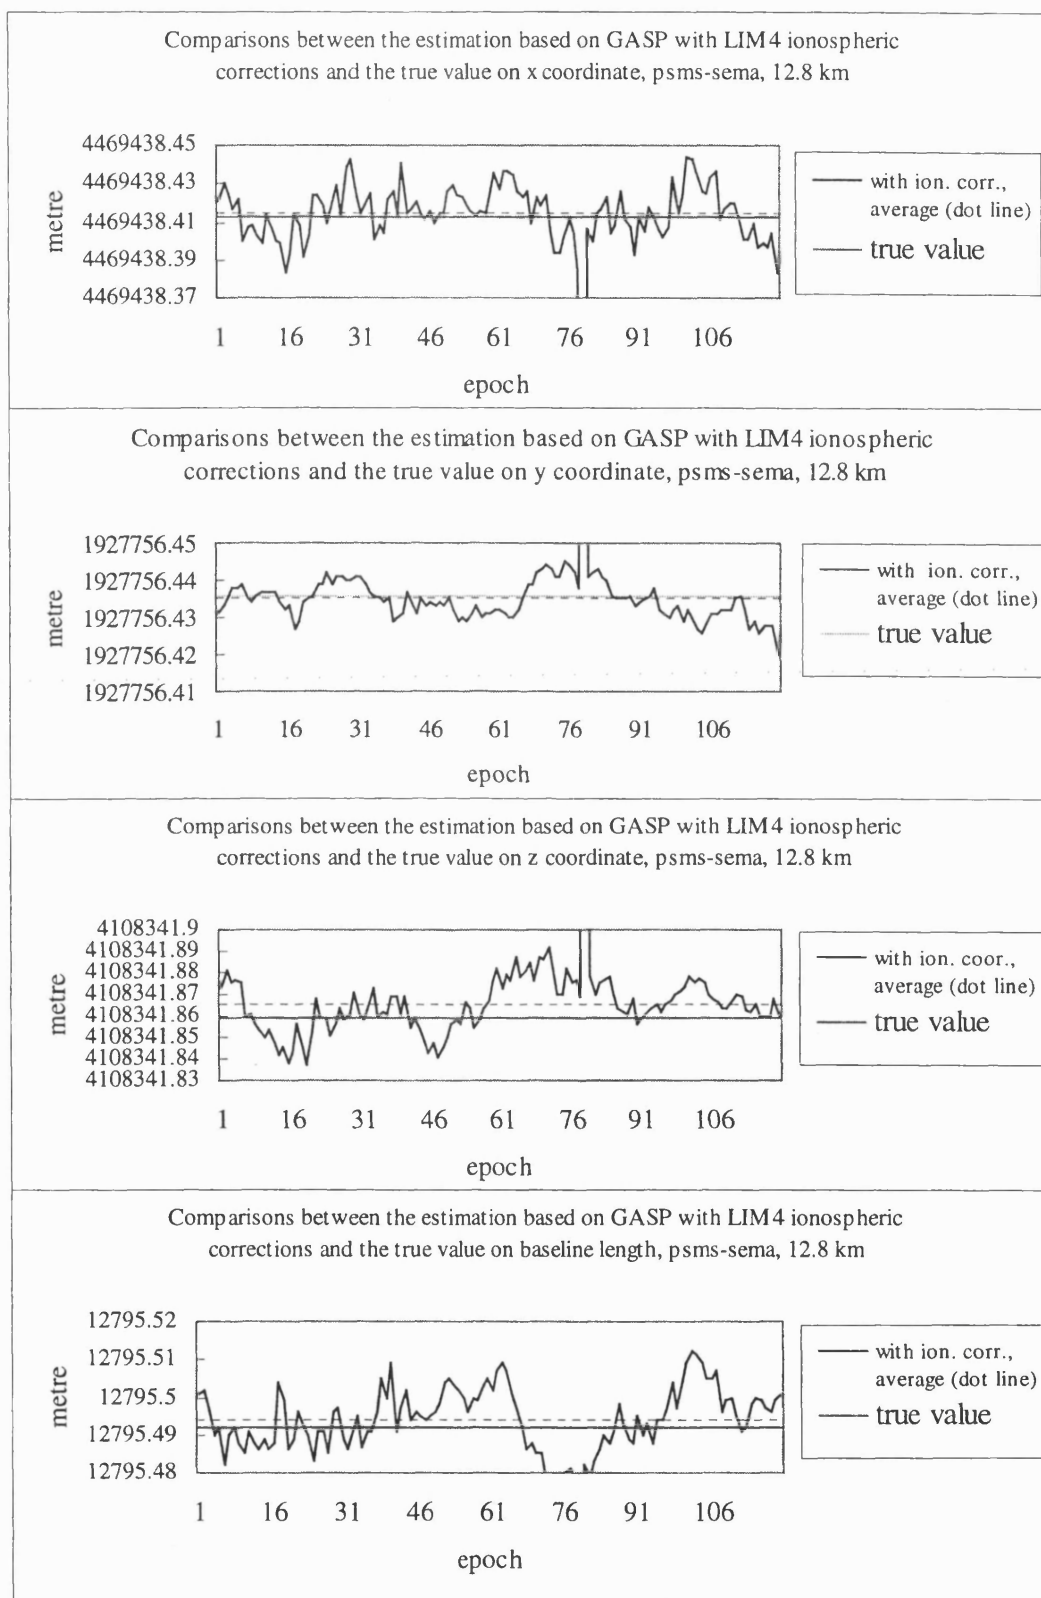 Comparisons between the estimation based on GASP with LIM4 ionospheric
corrections and the true value on x coordinate, psms-sema, 12.8 km
4469438.45
4469438.43
4469438.41
4469438.39
4469438.37
metre
1 16 31 46 61 76 91 106
epoch
with ion. corr.,
average (dot line)
true value
Comparisons between the estimation based on GASP with LIM4 ionospheric
corrections and the true value on y coordinate, psms-sema, 12.8 km
1927756.45
1927756.44
1927756.43
1927756.42
1927756.41
metre
1 16 31 46 61 76 91 106
epoch
with ion. corr.,
average (dot line)
true value
Comparisons between the estimation based on GASP with LIM4 ionospheric
corrections and the true value on z coordinate, psms-sema, 12.8 km
4108341.9
4108341.89
4108341.88
4108341.87
4108341.86
4108341.85
4108341.84
4108341.83
metre
1 16 31 46 61 76 91 106
epoch
with ion. coor.,
average (dot line)
true value
Comparisons between the estimation based on GASP with LIM4 ionospheric
corrections and the true value on baseline length, psms-sema, 12.8 km
12795.52
12795.51
12795.5
12795.49
12795.48
metre
1 16 31 46 61 76 91 106
epoch
with ion. corr.,
average (dot line)
true value